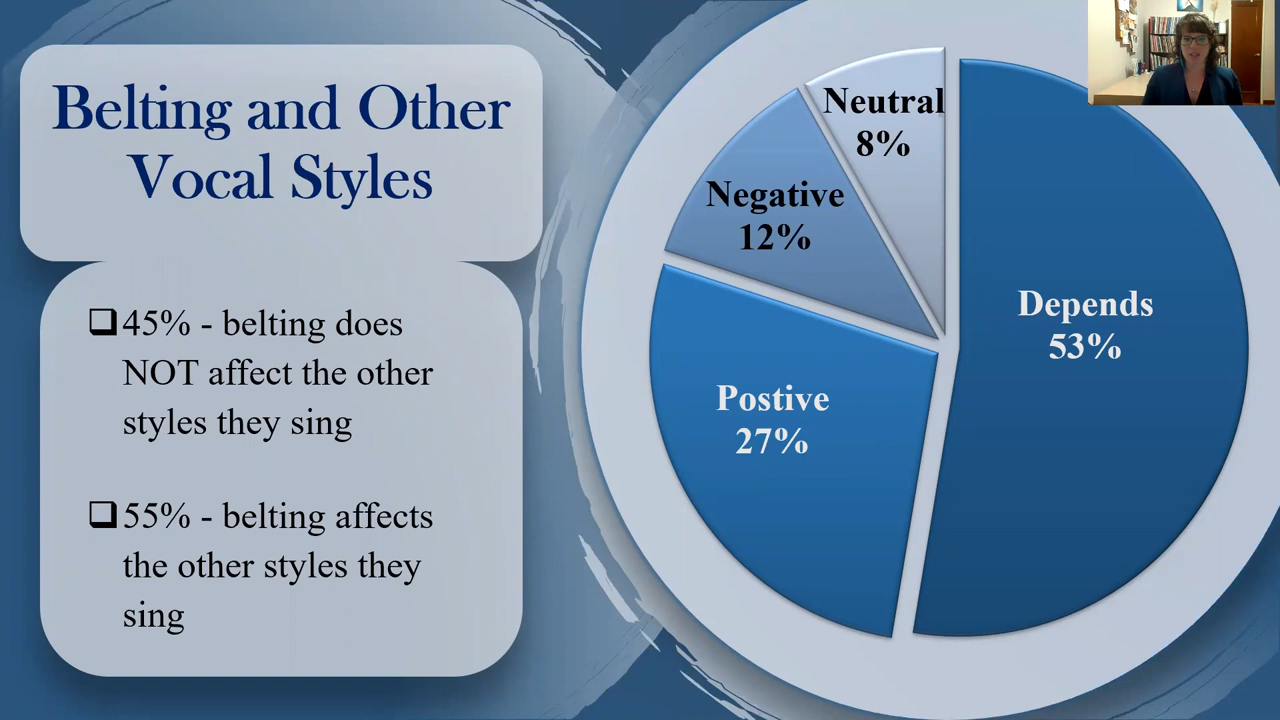 Belting and Other
Vocal Styles
45% - belting does
NOT affect the other
styles they sing
55% - belting affects
the other styles they
sing
Neutral
8%
Negative
12%
Depends
53%
Postive
27%